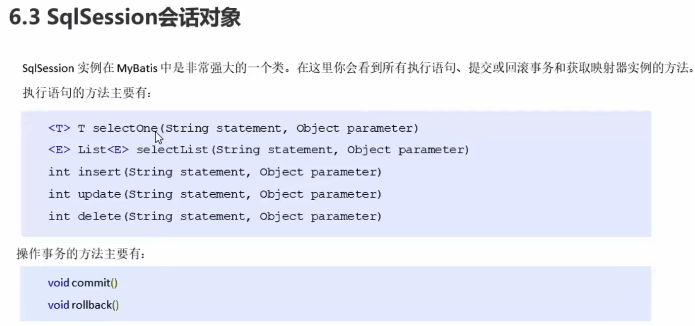 6.3 SqlSession会话对象
SqlSession 实例在 MyBatis 中是非常强大的一个类。在这里你会看到所有执行语句、提交或回滚事务和获取映射器实例的方法。
执行语句的方法主要有：
<T> T selectOne(String statement, Object parameter)
<E> List<E> selectList(String statement, Object parameter)
int insert(String statement, Object parameter)
int update(String statement, Object parameter)
int delete(String statement, Object parameter)
操作事务的方法主要有：
void commit()
void rollback()